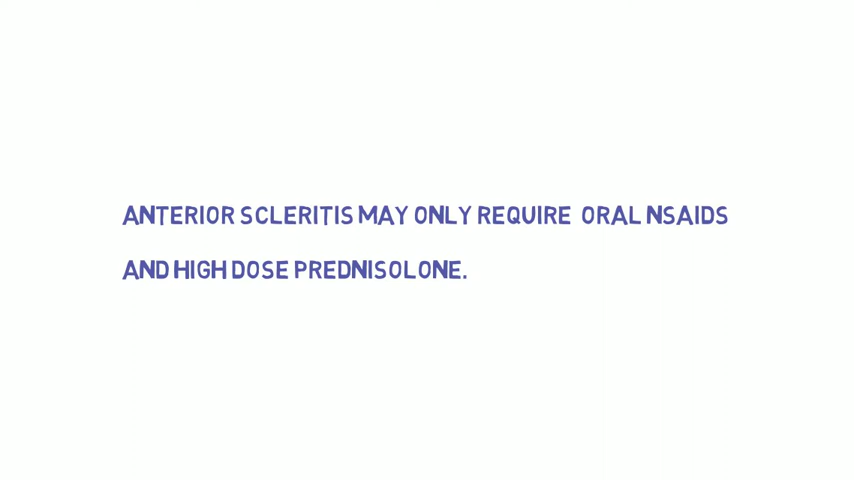 ANTERIOR SCLERITIS MAY ONLY REQUIRE ORAL NSAIDS
AND HIGH DOSE PREDNISOLONE.